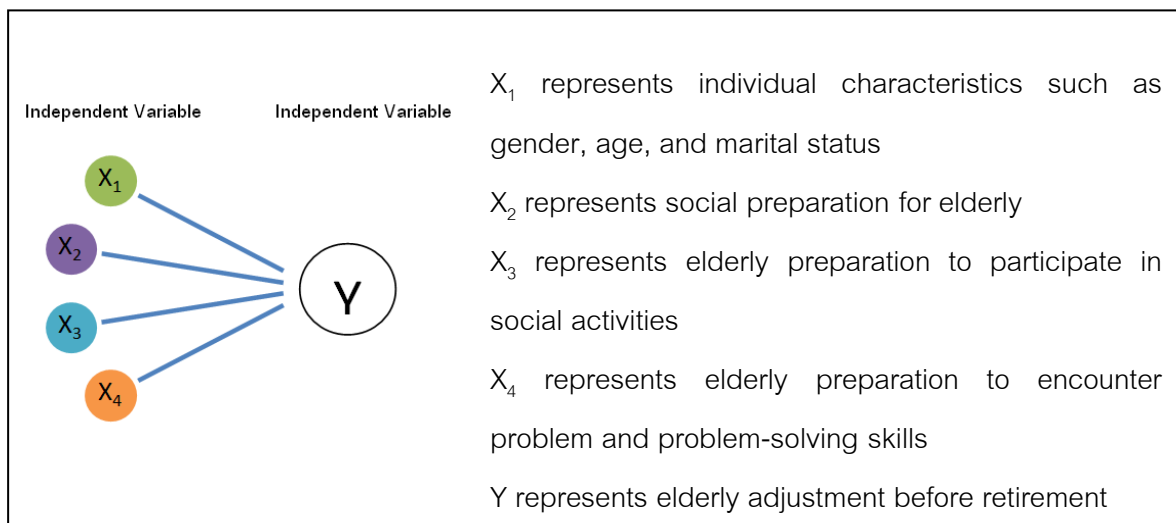 Independent Variable Independent Variable
X₁
X₂
X₃
X₄
Y
X₁ represents individual characteristics such as
gender, age, and marital status
X₂ represents social preparation for elderly
X₃ represents elderly preparation to participate in
social activities
X₄ represents elderly preparation to encounter
problem and problem-solving skills
Y represents elderly adjustment before retirement